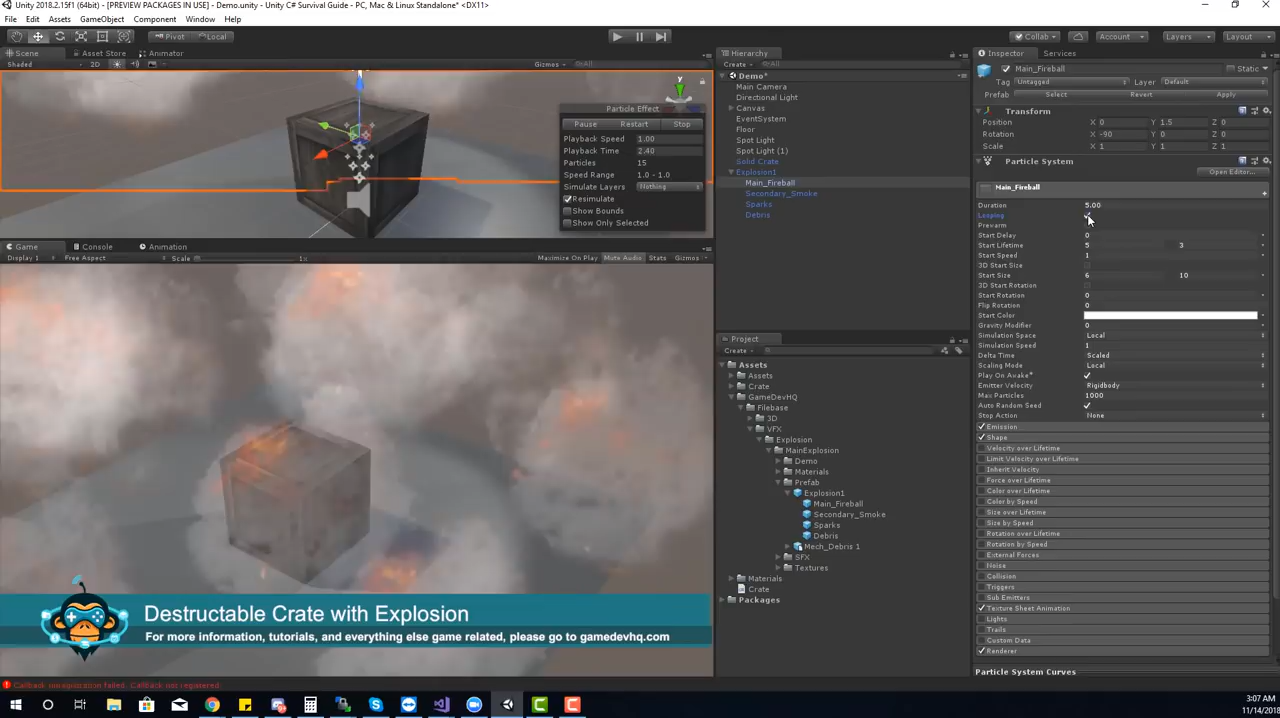 Unity 2018.2.15f1 (64bit) - [PREVIEW PACKAGES IN USE] - Demo.unity - Unity C# Survival Guide - PC, Mac & Linux Standalone* <DX11>
File Edit Assets GameObject Component Window Help
Pivot Local Collab Account Layers Layout
Scene Asset Store Animator
Shaded 2D Gizmos All
Particle Effect
Pause Restart Stop
Playback Speed 1.00
Playback Time 2.40
Particles 15
Speed Range 1.0 - 1.0
Simulate Layers Nothing
Resimulate
Show Bounds
Show Only Selected
y
Game Console Animation
Display 1 Free Aspect Scale 1x Maximize On Play Mute Audio Stats Gizmos
Destructable Crate with Explosion
For more information, tutorials, and everything else game related, please go to gamedevhq.com
Callback unregistration failed. Callback not registered.
Hierarchy
Create All
Demo*
Main Camera
Directional Light
Canvas
EventSystem
Floor
Spot Light
Spot Light (1)
Solid Crate
Explosion1
Main_Fireball
Secondary_Smoke
Sparks
Debris
Project
Create
Assets
Assets
Crate
GameDevHQ
Filebase
3D
VFX
Explosion
MainExplosion
Demo
Materials
Prefab
Explosion1
Main_Fireball
Secondary_Smoke
Sparks
Debris
Mech_Debris 1
SFX
Textures
Materials
Crate
Packages
Inspector Services
Main_Fireball Static
Tag Untagged Layer Default
Prefab Select Revert Apply
Transform
Position X 0 Y 1.5 Z 0
Rotation X -90 Y 0 Z 0
Scale X 1 Y 1 Z 1
Particle System
Open Editor...
Main_Fireball
Duration 5.00
Looping
Prewarm
Start Delay 0
Start Lifetime 5 3
Start Speed 1
3D Start Size
Start Size 6 10
3D Start Rotation
Start Rotation 0
Flip Rotation 0
Start Color
Gravity Modifier 0
Simulation Space Local
Simulation Speed 1
Delta Time Scaled
Scaling Mode Local
Play On Awake*
Emitter Velocity Rigidbody
Max Particles 1000
Auto Random Seed
Stop Action None
Emission
Shape
Velocity over Lifetime
Limit Velocity over Lifetime
Inherit Velocity
Force over Lifetime
Color over Lifetime
Color by Speed
Size over Lifetime
Size by Speed
Rotation over Lifetime
Rotation by Speed
External Forces
Noise
Collision
Triggers
Sub Emitters
Texture Sheet Animation
Lights
Trails
Custom Data
Renderer
Particle System Curves
3:07 AM
11/14/2018